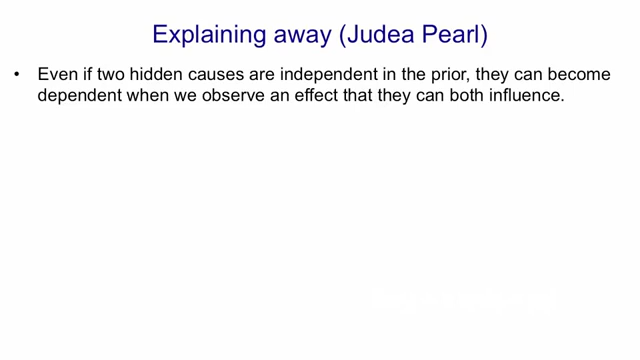 Explaining away (Judea Pearl)
• Even if two hidden causes are independent in the prior, they can become
dependent when we observe an effect that they can both influence.